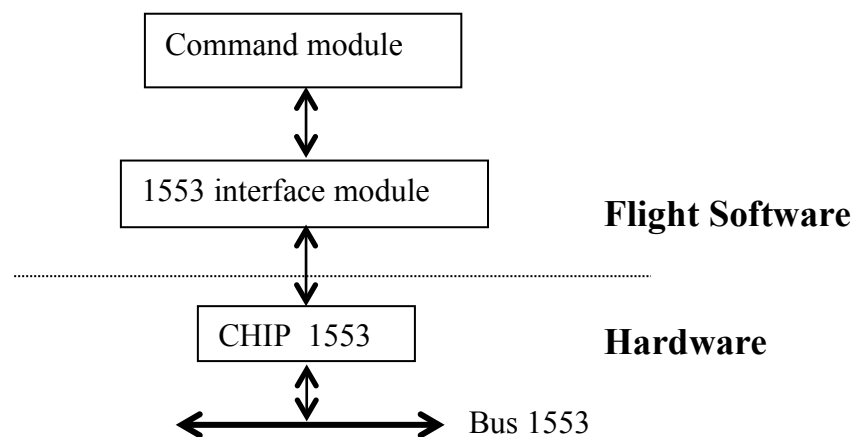 Command module
1553 interface module
Flight Software
CHIP 1553
Hardware
Bus 1553